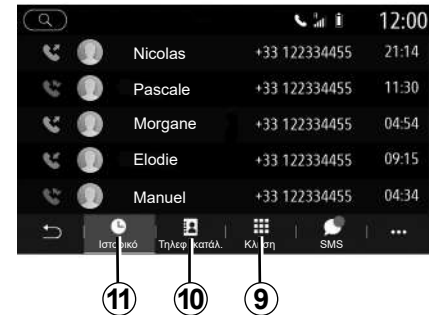 12:00
Nicolas +33 122334455 21:14
Pascale +33 122334455 11:30
Morgane +33 122334455 04:54
Elodie +33 122334455 09:15
Manuel +33 122334455 04:34
Ιστορικό Τηλεφ. κατάλ. Κλήση SMS
11 10 9